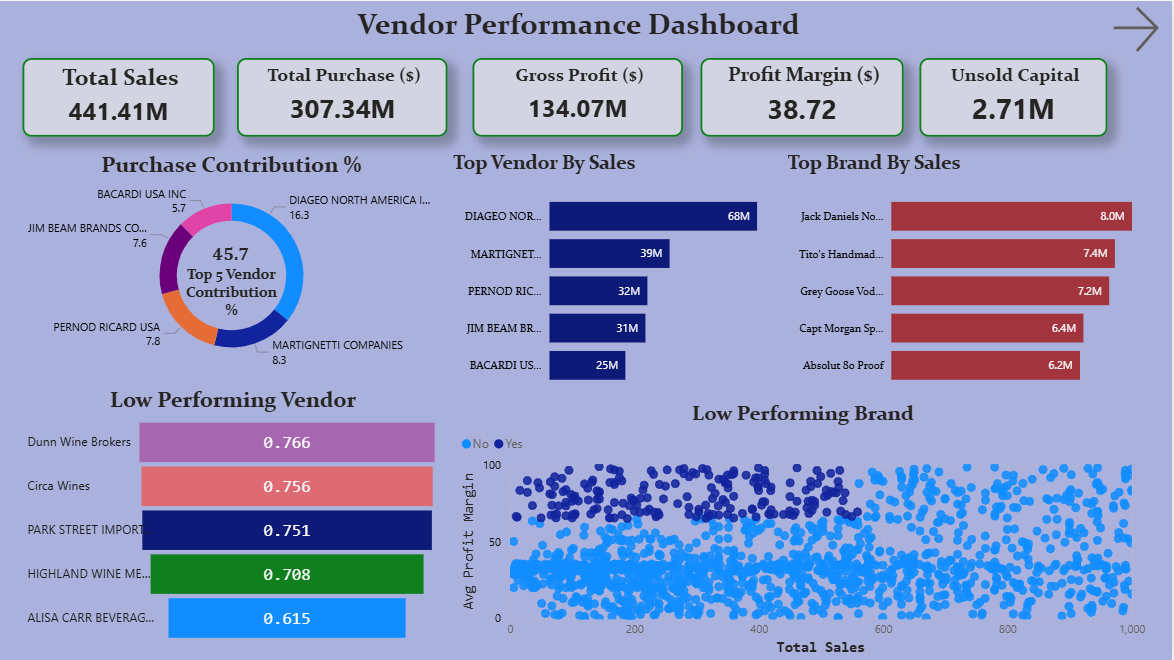 Vendor Performance Dashboard
Total Sales
441.41M
Total Purchase ($)
307.34M
Gross Profit ($)
134.07M
Profit Margin ($)
38.72
Unsold Capital
2.71M
Purchase Contribution %
BACARDI USA INC
5.7
DIAGEO NORTH AMERICA I...
16.3
JIM BEAM BRANDS CO...
7.6
45.7
Top 5 Vendor
Contribution
%
PERNOD RICARD USA
7.8
MARTIGNETTI COMPANIES
8.3
Top Vendor By Sales
DIAGEO NOR... 68M
MARTIGNET... 39M
PERNOD RIC... 32M
JIM BEAM BR... 31M
BACARDI US... 25M
Top Brand By Sales
Jack Daniels No... 8.0M
Tito's Handmad... 7.4M
Grey Goose Vod... 7.2M
Capt Morgan Sp... 6.4M
Absolut 80 Proof 6.2M
Low Performing Vendor
Dunn Wine Brokers 0.766
Circa Wines 0.756
PARK STREET IMPORT... 0.751
HIGHLAND WINE ME... 0.708
ALISA CARR BEVERAG... 0.615
Low Performing Brand
No Yes
Avg Profit Margin
100
50
0
0 200 400 600 800 1,000
Total Sales